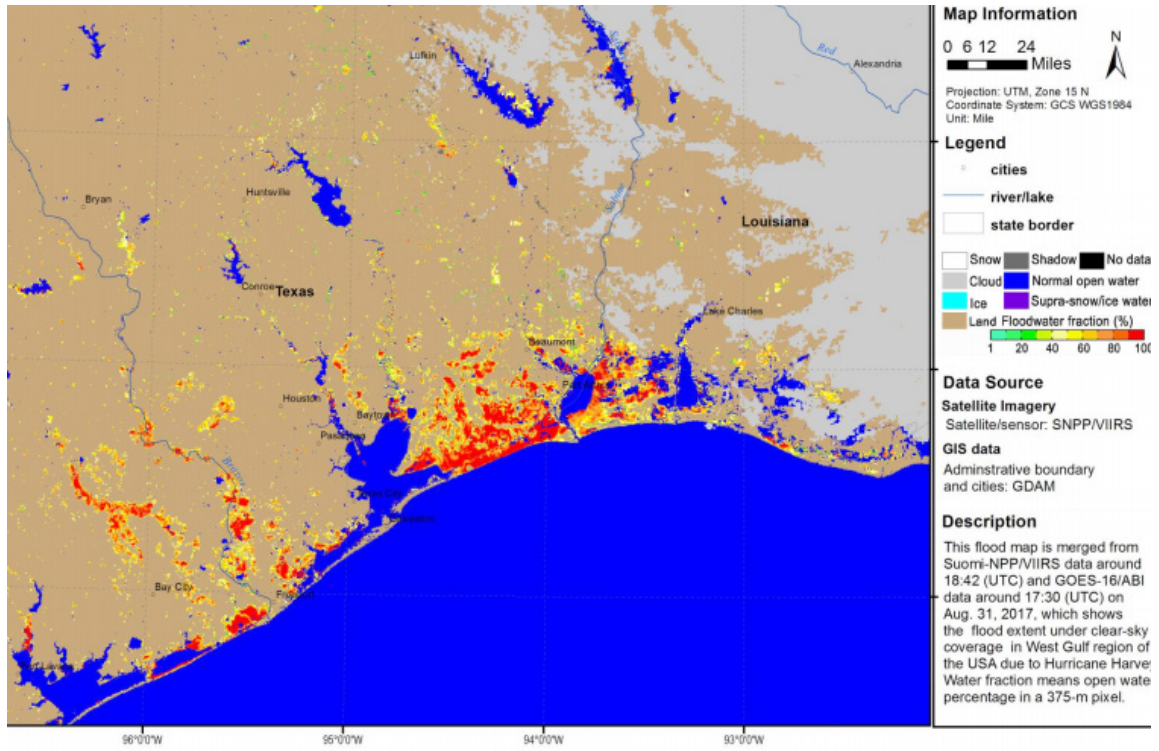 Lufkin
Red
Alexandria
Bryan
Huntsville
Sabine
Louisiana
Conroe
Texas
Lake Charles
Beaumont
Houston
Baytown
Bay City
96°0'0"W
95°0'0"W
94°0'0"W
93°0'0"W
Map Information
0 6 12 24
Miles
N
Projection: UTM, Zone 15 N
Coordinate System: GCS WGS1984
Unit: Mile
Legend
cities
river/lake
state border
Snow Shadow No data
Cloud Normal open water
Ice Supra-snow/ice water
Land Floodwater fraction (%)
1 20 40 60 80 100
Data Source
Satellite Imagery
Satellite/sensor: SNPP/VIIRS
GIS data
Adminstrative boundary
and cities: GDAM
Description
This flood map is merged from
Suomi-NPP/VIIRS data around
18:42 (UTC) and GOES-16/ABI
data around 17:30 (UTC) on
Aug. 31, 2017, which shows
the flood extent under clear-sky
coverage in West Gulf region of
the USA due to Hurricane Harvey
Water fraction means open water
percentage in a 375-m pixel.